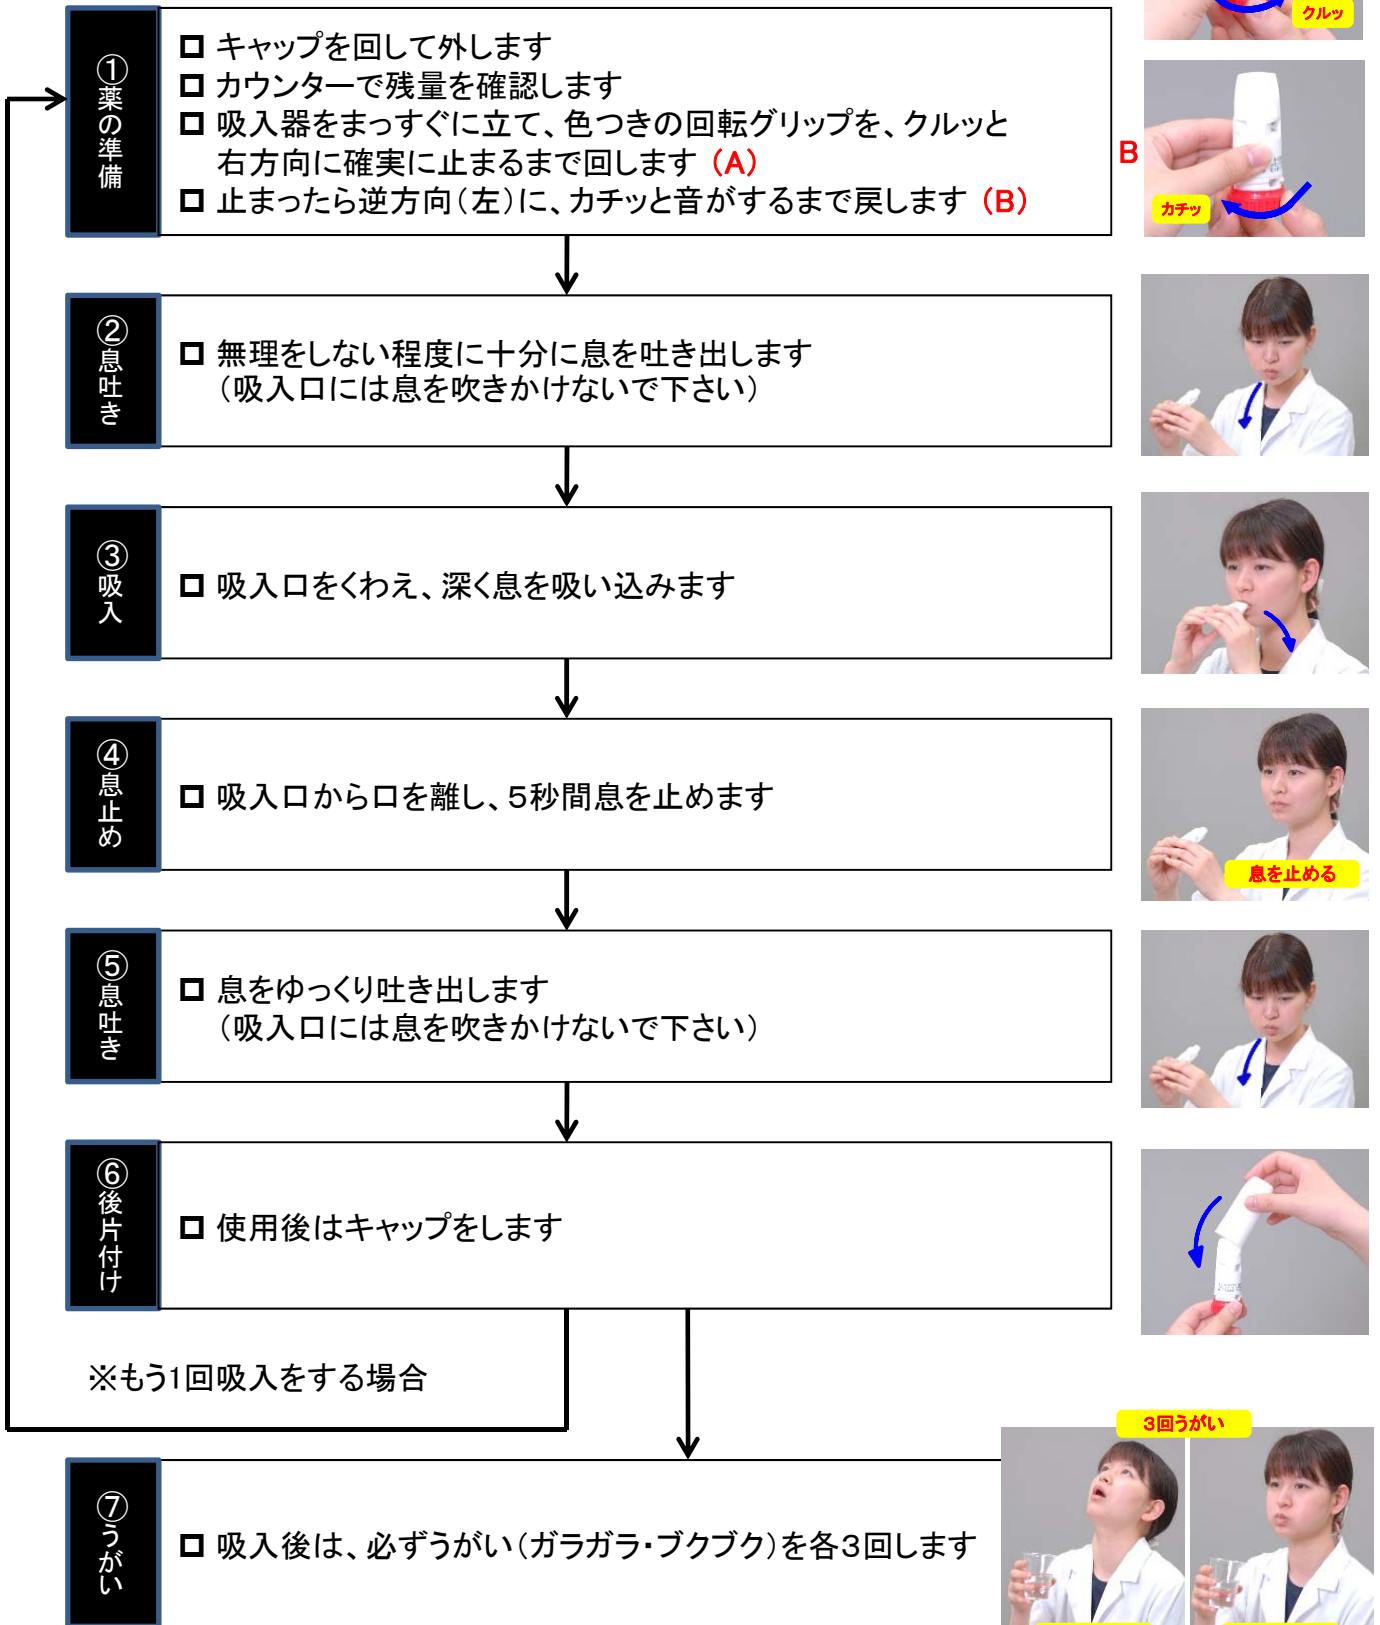 ①薬の準備
□ キャップを回して外します
□ カウンターで残量を確認します
□ 吸入器をまっすぐに立て、色つきの回転グリップを、クルッと
右方向に確実に止まるまで回します (A)
□ 止まったら逆方向(左)に、カチッと音がするまで戻します (B)
クルッ
B
カチッ
②息吐き
□ 無理をしない程度に十分に息を吐き出します
(吸入口には息を吹きかけないで下さい)
③吸入
□ 吸入口をくわえ、深く息を吸い込みます
④息止め
□ 吸入口から口を離し、5秒間息を止めます
息を止める
⑤息吐き
□ 息をゆっくり吐き出します
(吸入口には息を吹きかけないで下さい)
⑥後片付け
□ 使用後はキャップをします
※もう1回吸入をする場合
3回うがい
⑦うがい
□ 吸入後は、必ずうがい(ガラガラ・ブクブク)を各3回します